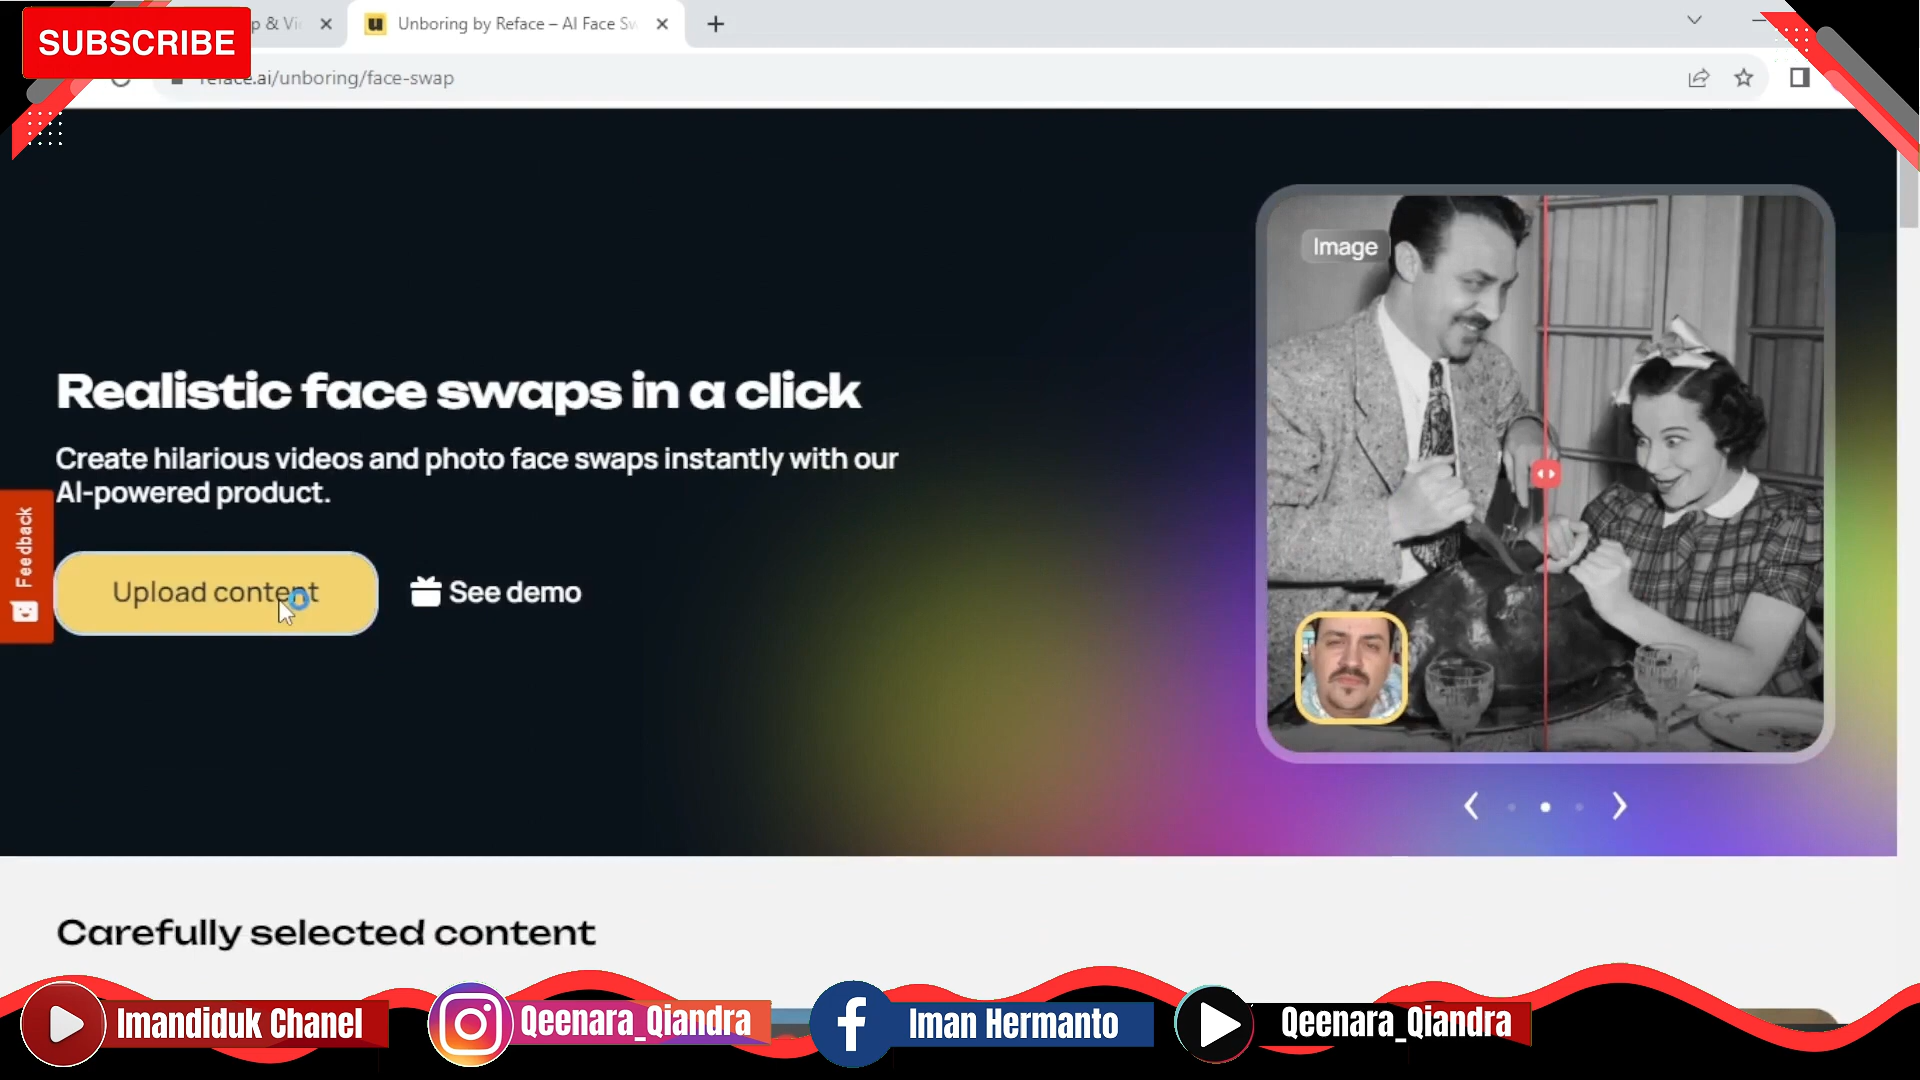 SUBSCRIBE
p & Vi
Unboring by Reface – AI Face Sw
reface.ai/unboring/face-swap
Image
Realistic face swaps in a click
Create hilarious videos and photo face swaps instantly with our
AI-powered product.
Feedback
Upload content
See demo
Carefully selected content
Imandiduk Chanel
Qeenara_Qiandra
Iman Hermanto
Qeenara_Qiandra